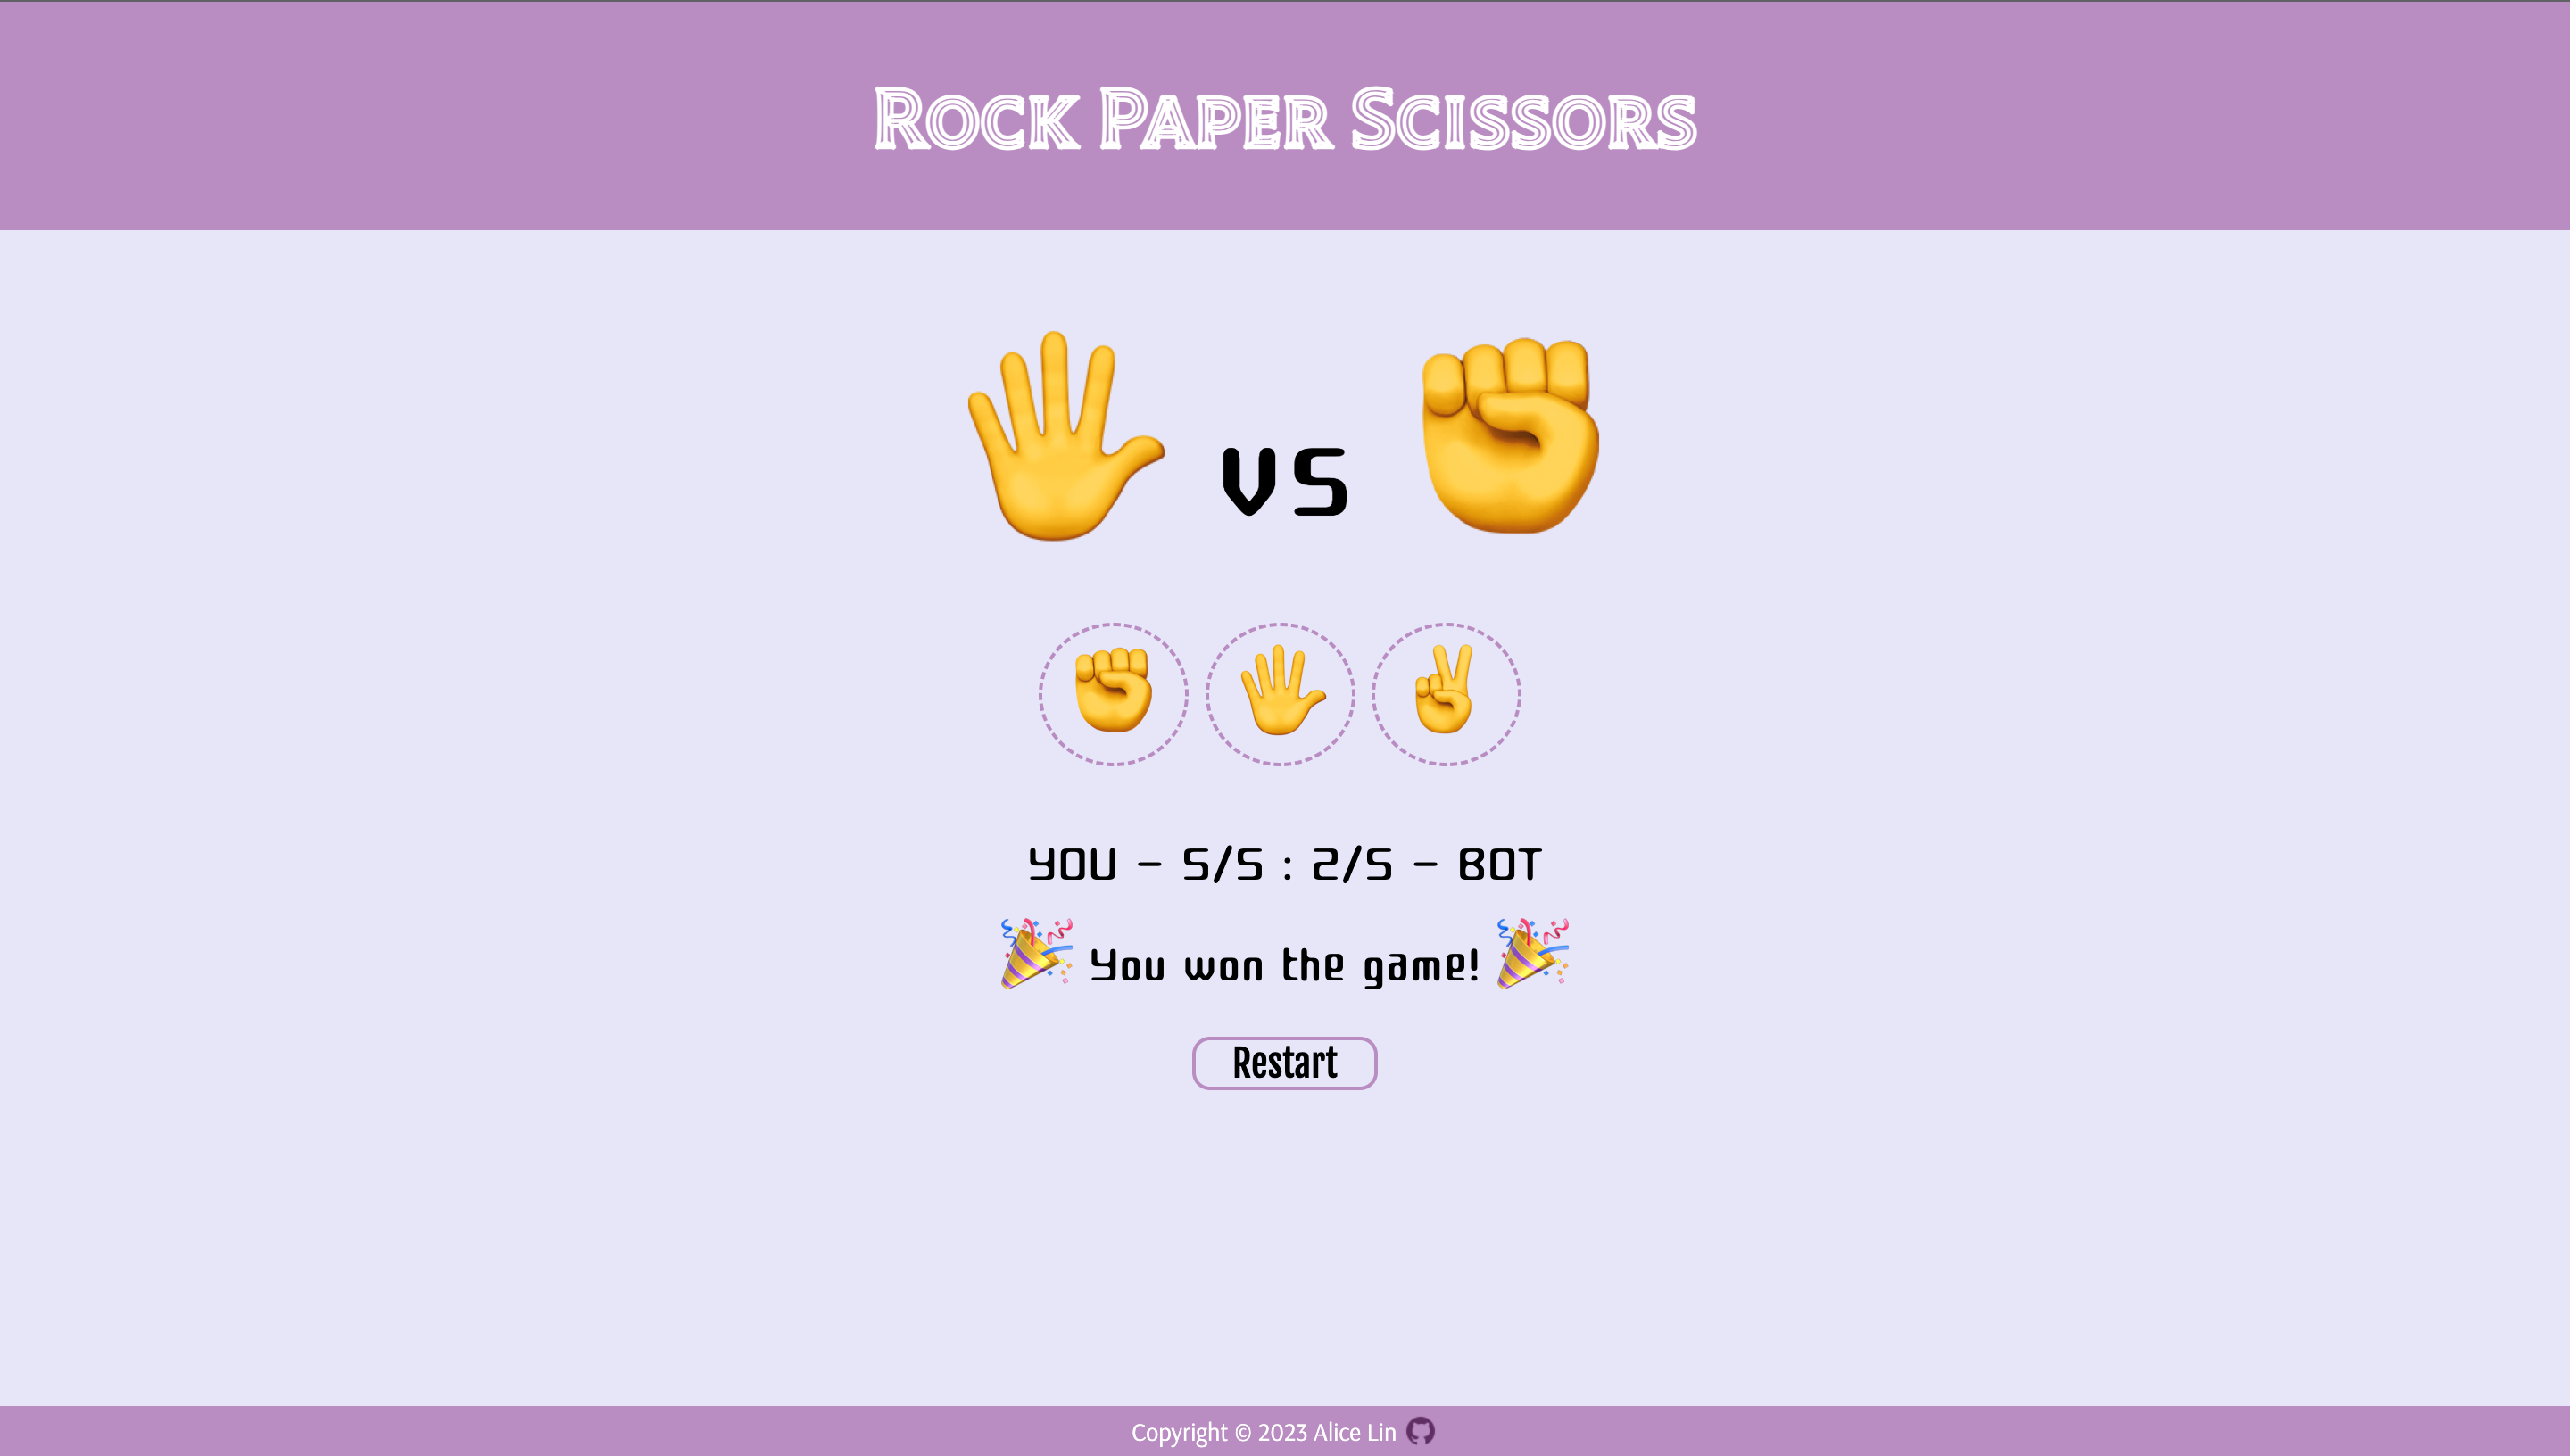 Rock Paper Scissors
vs
YOU - 5/5 : 2/5 - BOT
You won the game!
Restart
Copyright © 2023 Alice Lin